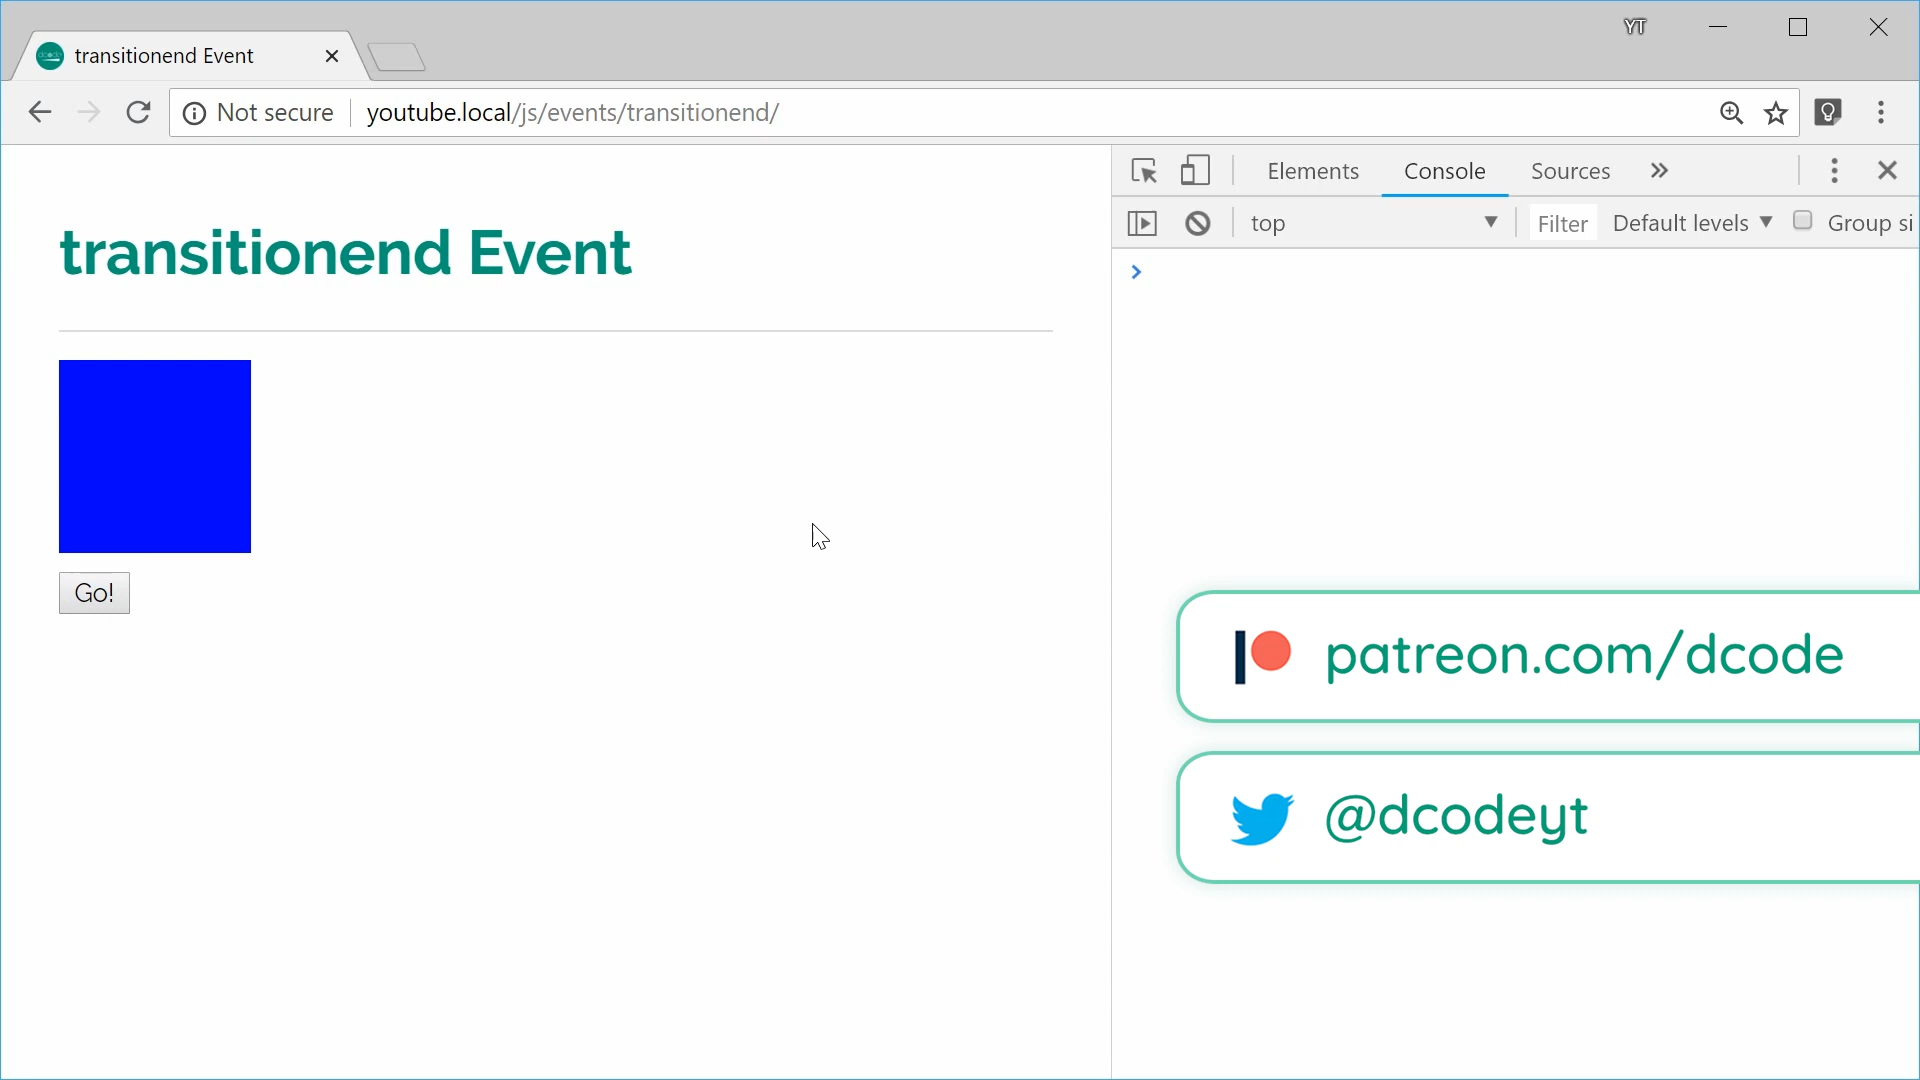 YT
transitionend Event
Not secure youtube.local/js/events/transitionend/
Elements Console Sources
top Filter Default levels Group si
transitionend Event
Go!
patreon.com/dcode
@dcodeyt